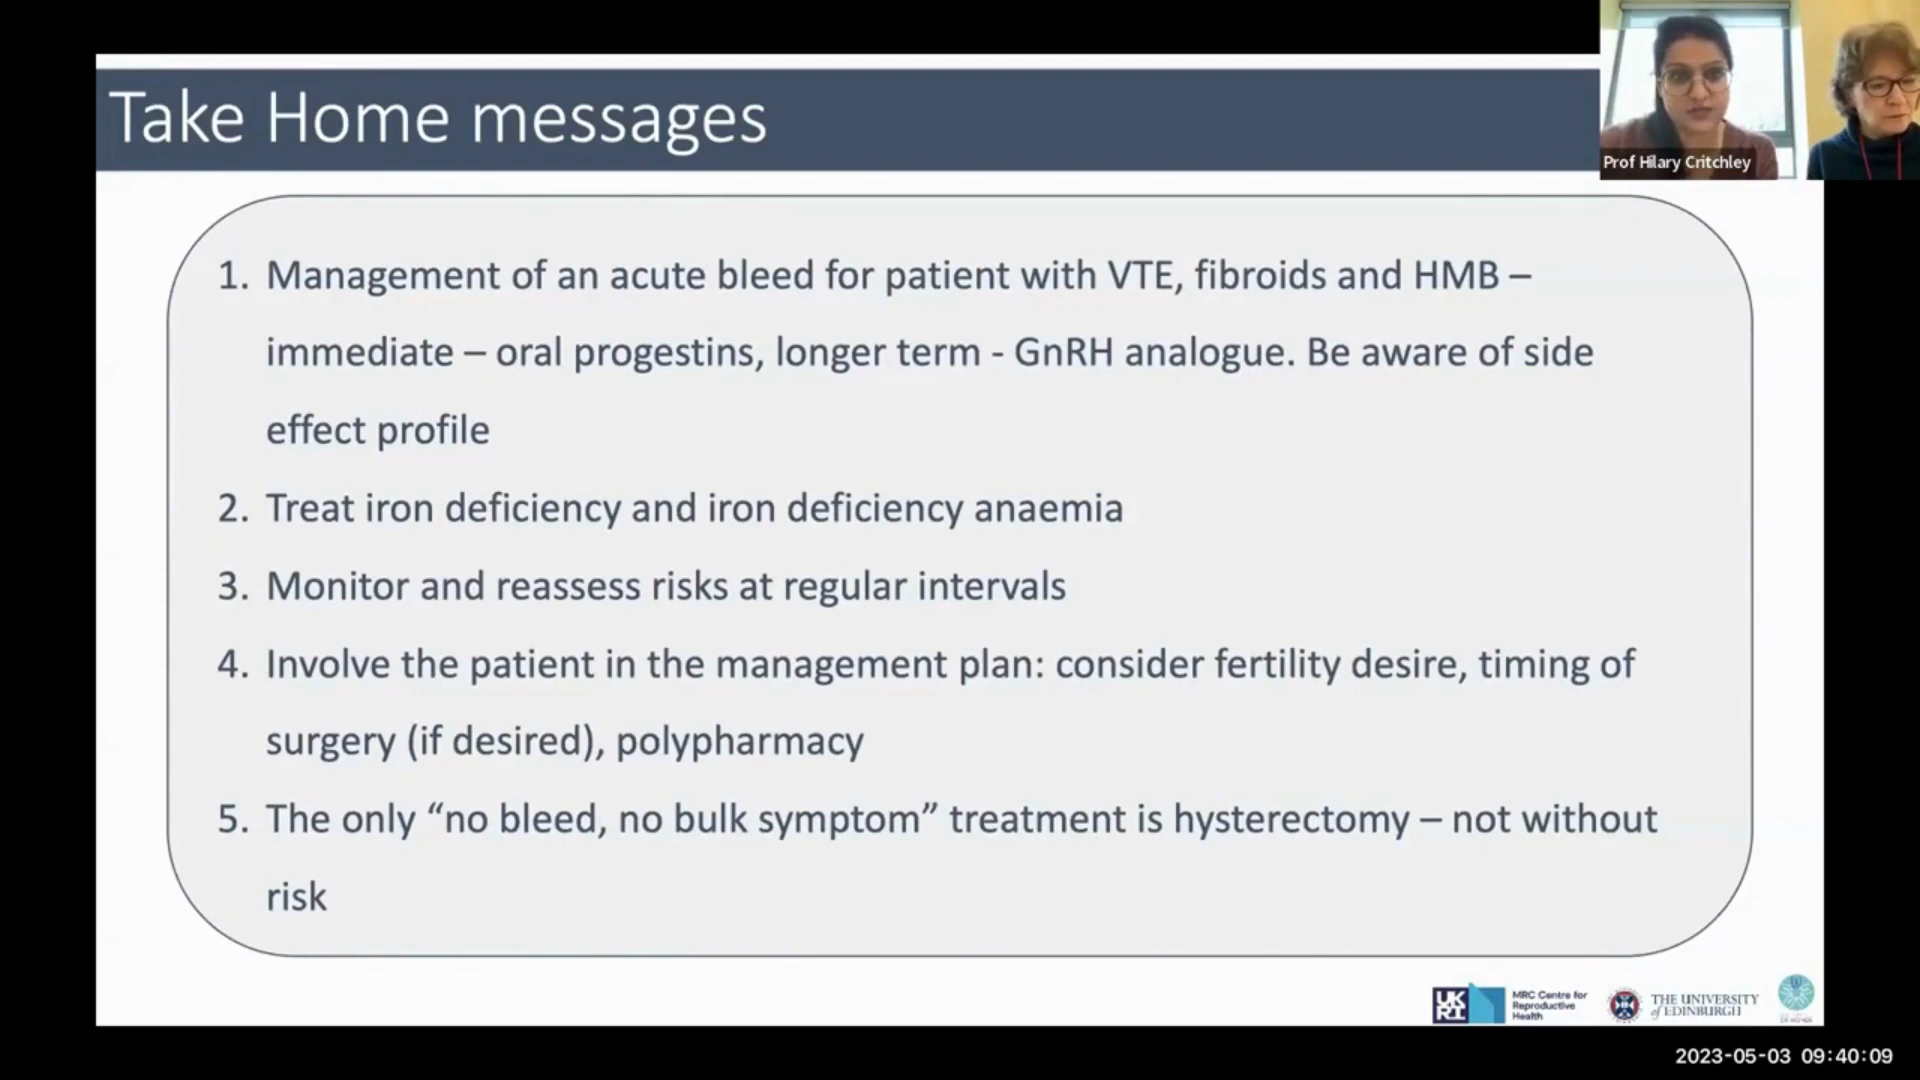 Take Home messages
Prof Hilary Critchley
1. Management of an acute bleed for patient with VTE, fibroids and HMB –
immediate – oral progestins, longer term - GnRH analogue. Be aware of side
effect profile
2. Treat iron deficiency and iron deficiency anaemia
3. Monitor and reassess risks at regular intervals
4. Involve the patient in the management plan: consider fertility desire, timing of
surgery (if desired), polypharmacy
5. The only “no bleed, no bulk symptom” treatment is hysterectomy – not without
risk
UK
RI
MRC Centre for
Reproductive
Health
THE UNIVERSITY
of EDINBURGH
2023-05-03 09:40:09